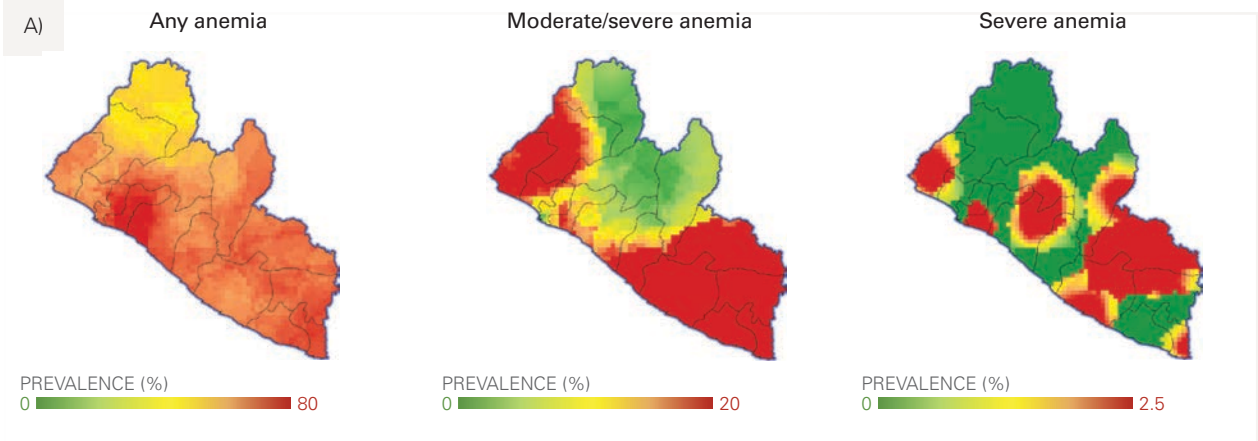 A)
Any anemia
Moderate/severe anemia
Severe anemia
PREVALENCE (%)
0 80
PREVALENCE (%)
0 20
PREVALENCE (%)
0 2.5